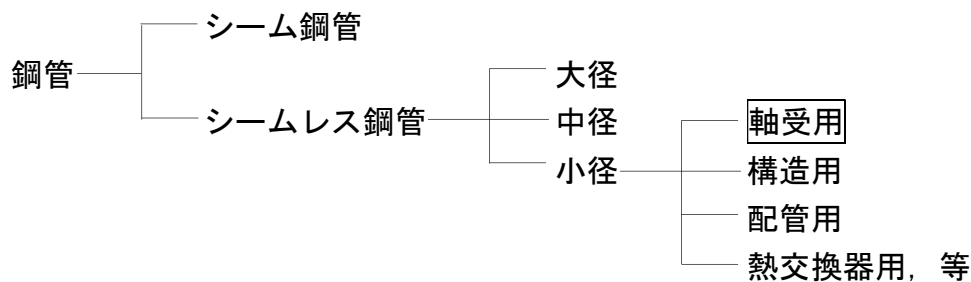 鋼管
シーム鋼管
シームレス鋼管
大径
中径
小径
軸受用
構造用
配管用
熱交換器用，等